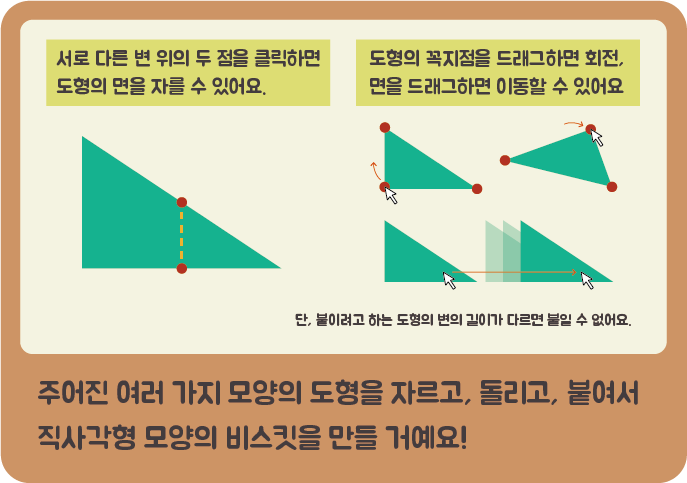 서로 다른 변 위의 두 점을 클릭하면
도형의 면을 자를 수 있어요.
도형의 꼭지점을 드래그하면 회전,
면을 드래그하면 이동할 수 있어요
단, 붙이려고 하는 도형의 변의 길이가 다르면 붙일 수 없어요.
주어진 여러 가지 모양의 도형을 자르고, 돌리고, 붙여서
직사각형 모양의 비스킷을 만들 거예요!